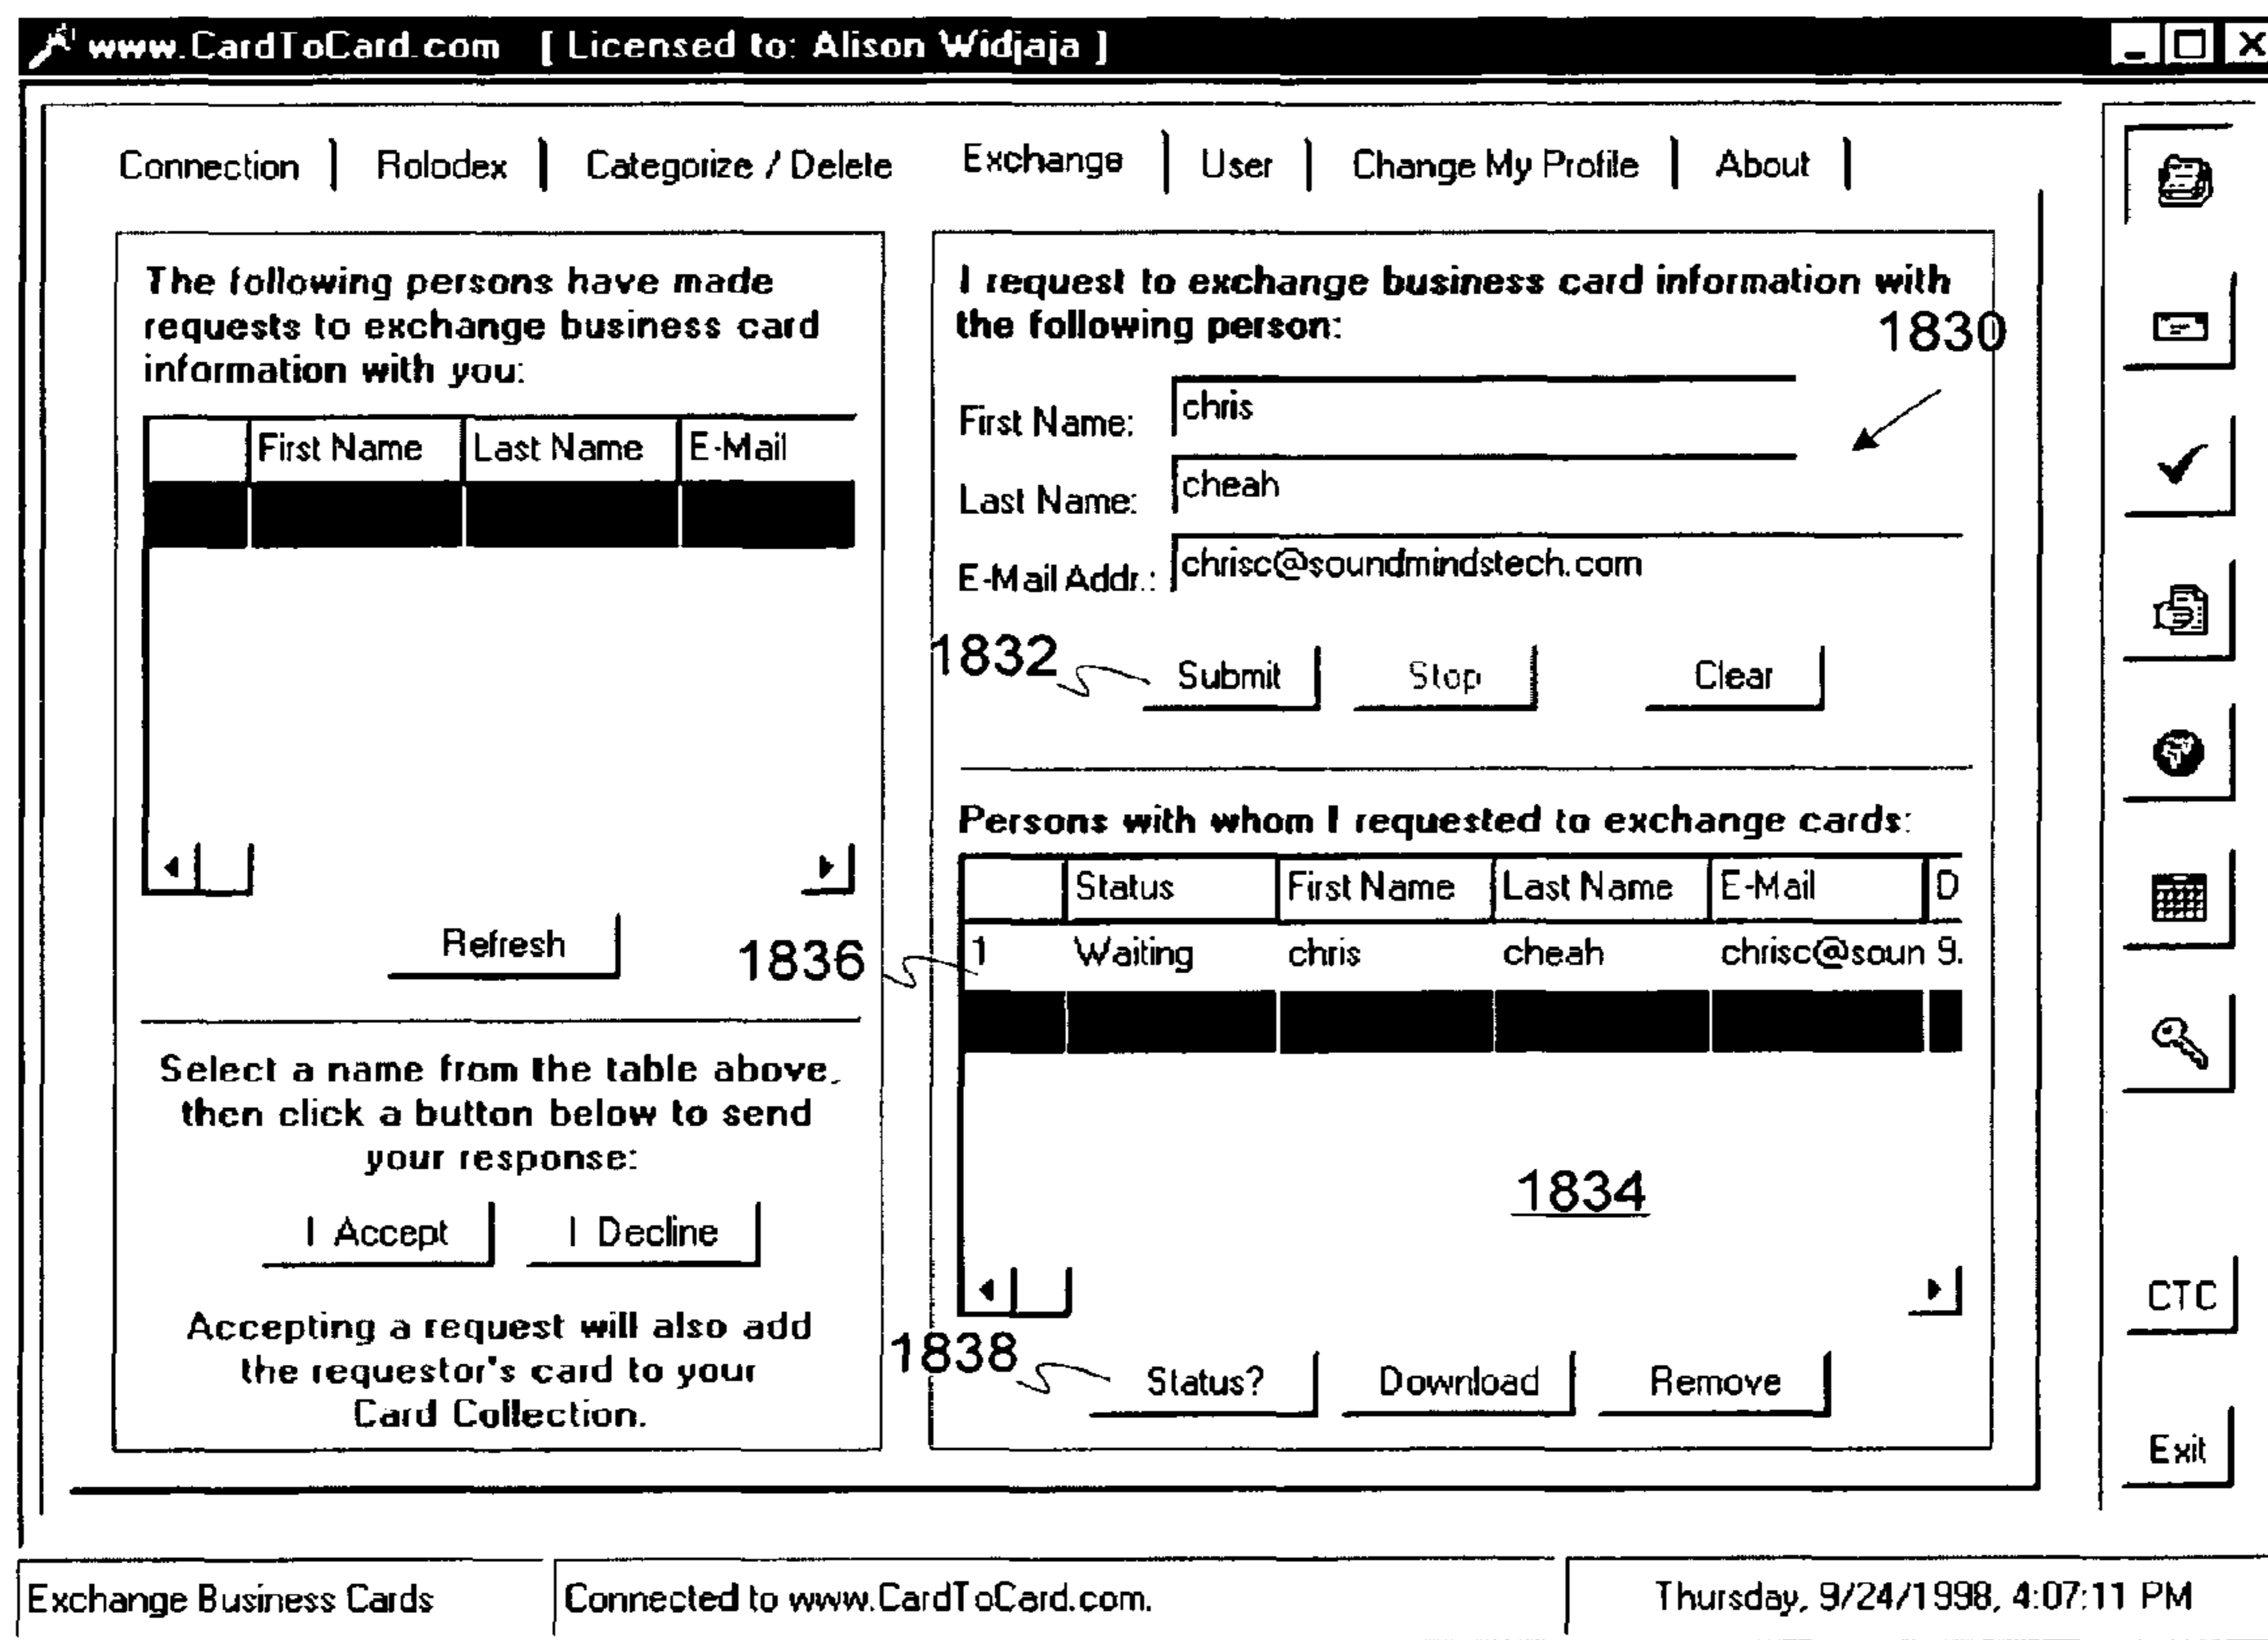 www.CardToCard.com [ Licensed to: Alison Widjaja ]
Connection Rolodex Categorize / Delete Exchange User Change My Profile About
The following persons have made
requests to exchange business card
information with you:
First Name Last Name E-Mail
Refresh
Select a name from the table above,
then click a button below to send
your response:
I Accept I Decline
Accepting a request will also add
the requestor's card to your
Card Collection.
I request to exchange business card information with
the following person:
1830
First Name: chris
Last Name: cheah
E-Mail Addr.: chrisc@soundmindstech.com
1832 Submit Stop Clear
Persons with whom I requested to exchange cards:
Status First Name Last Name E-Mail D
1836 1 Waiting chris cheah chrisc@soun 9.
1834
1838 Status? Download Remove
CTC
Exit
Exchange Business Cards Connected to www.CardToCard.com. Thursday, 9/24/1998, 4:07:11 PM